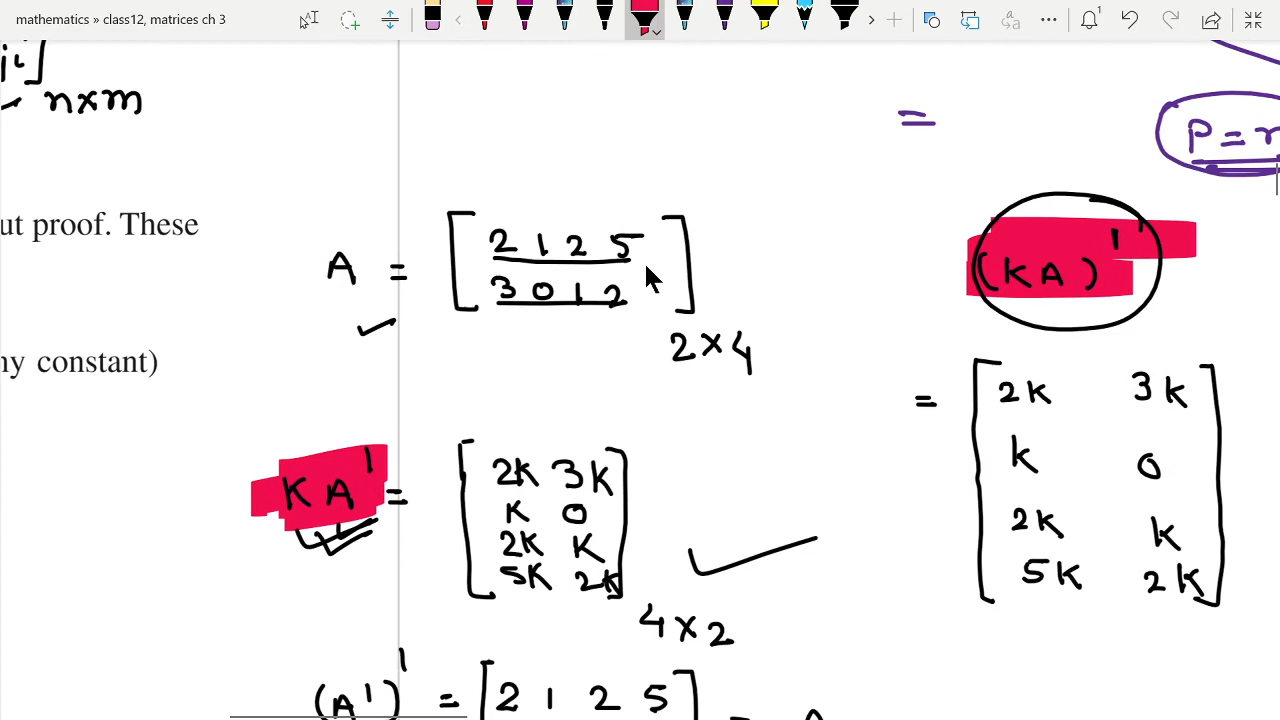 mathematics » class12, matrices ch 3
ji]
n×m
=
P =
ut proof. These
A = [ 2 1 2 5
3 0 1 2 ]
2 × 4
(KA)'
ny constant)
= [ 2K 3K
K 0
2K K
5K 2K ]
KA' = [ 2K 3K
K 0
2K K
5K 2K ]
4 × 2
(A')' = [ 2 1 2 5 ] = A